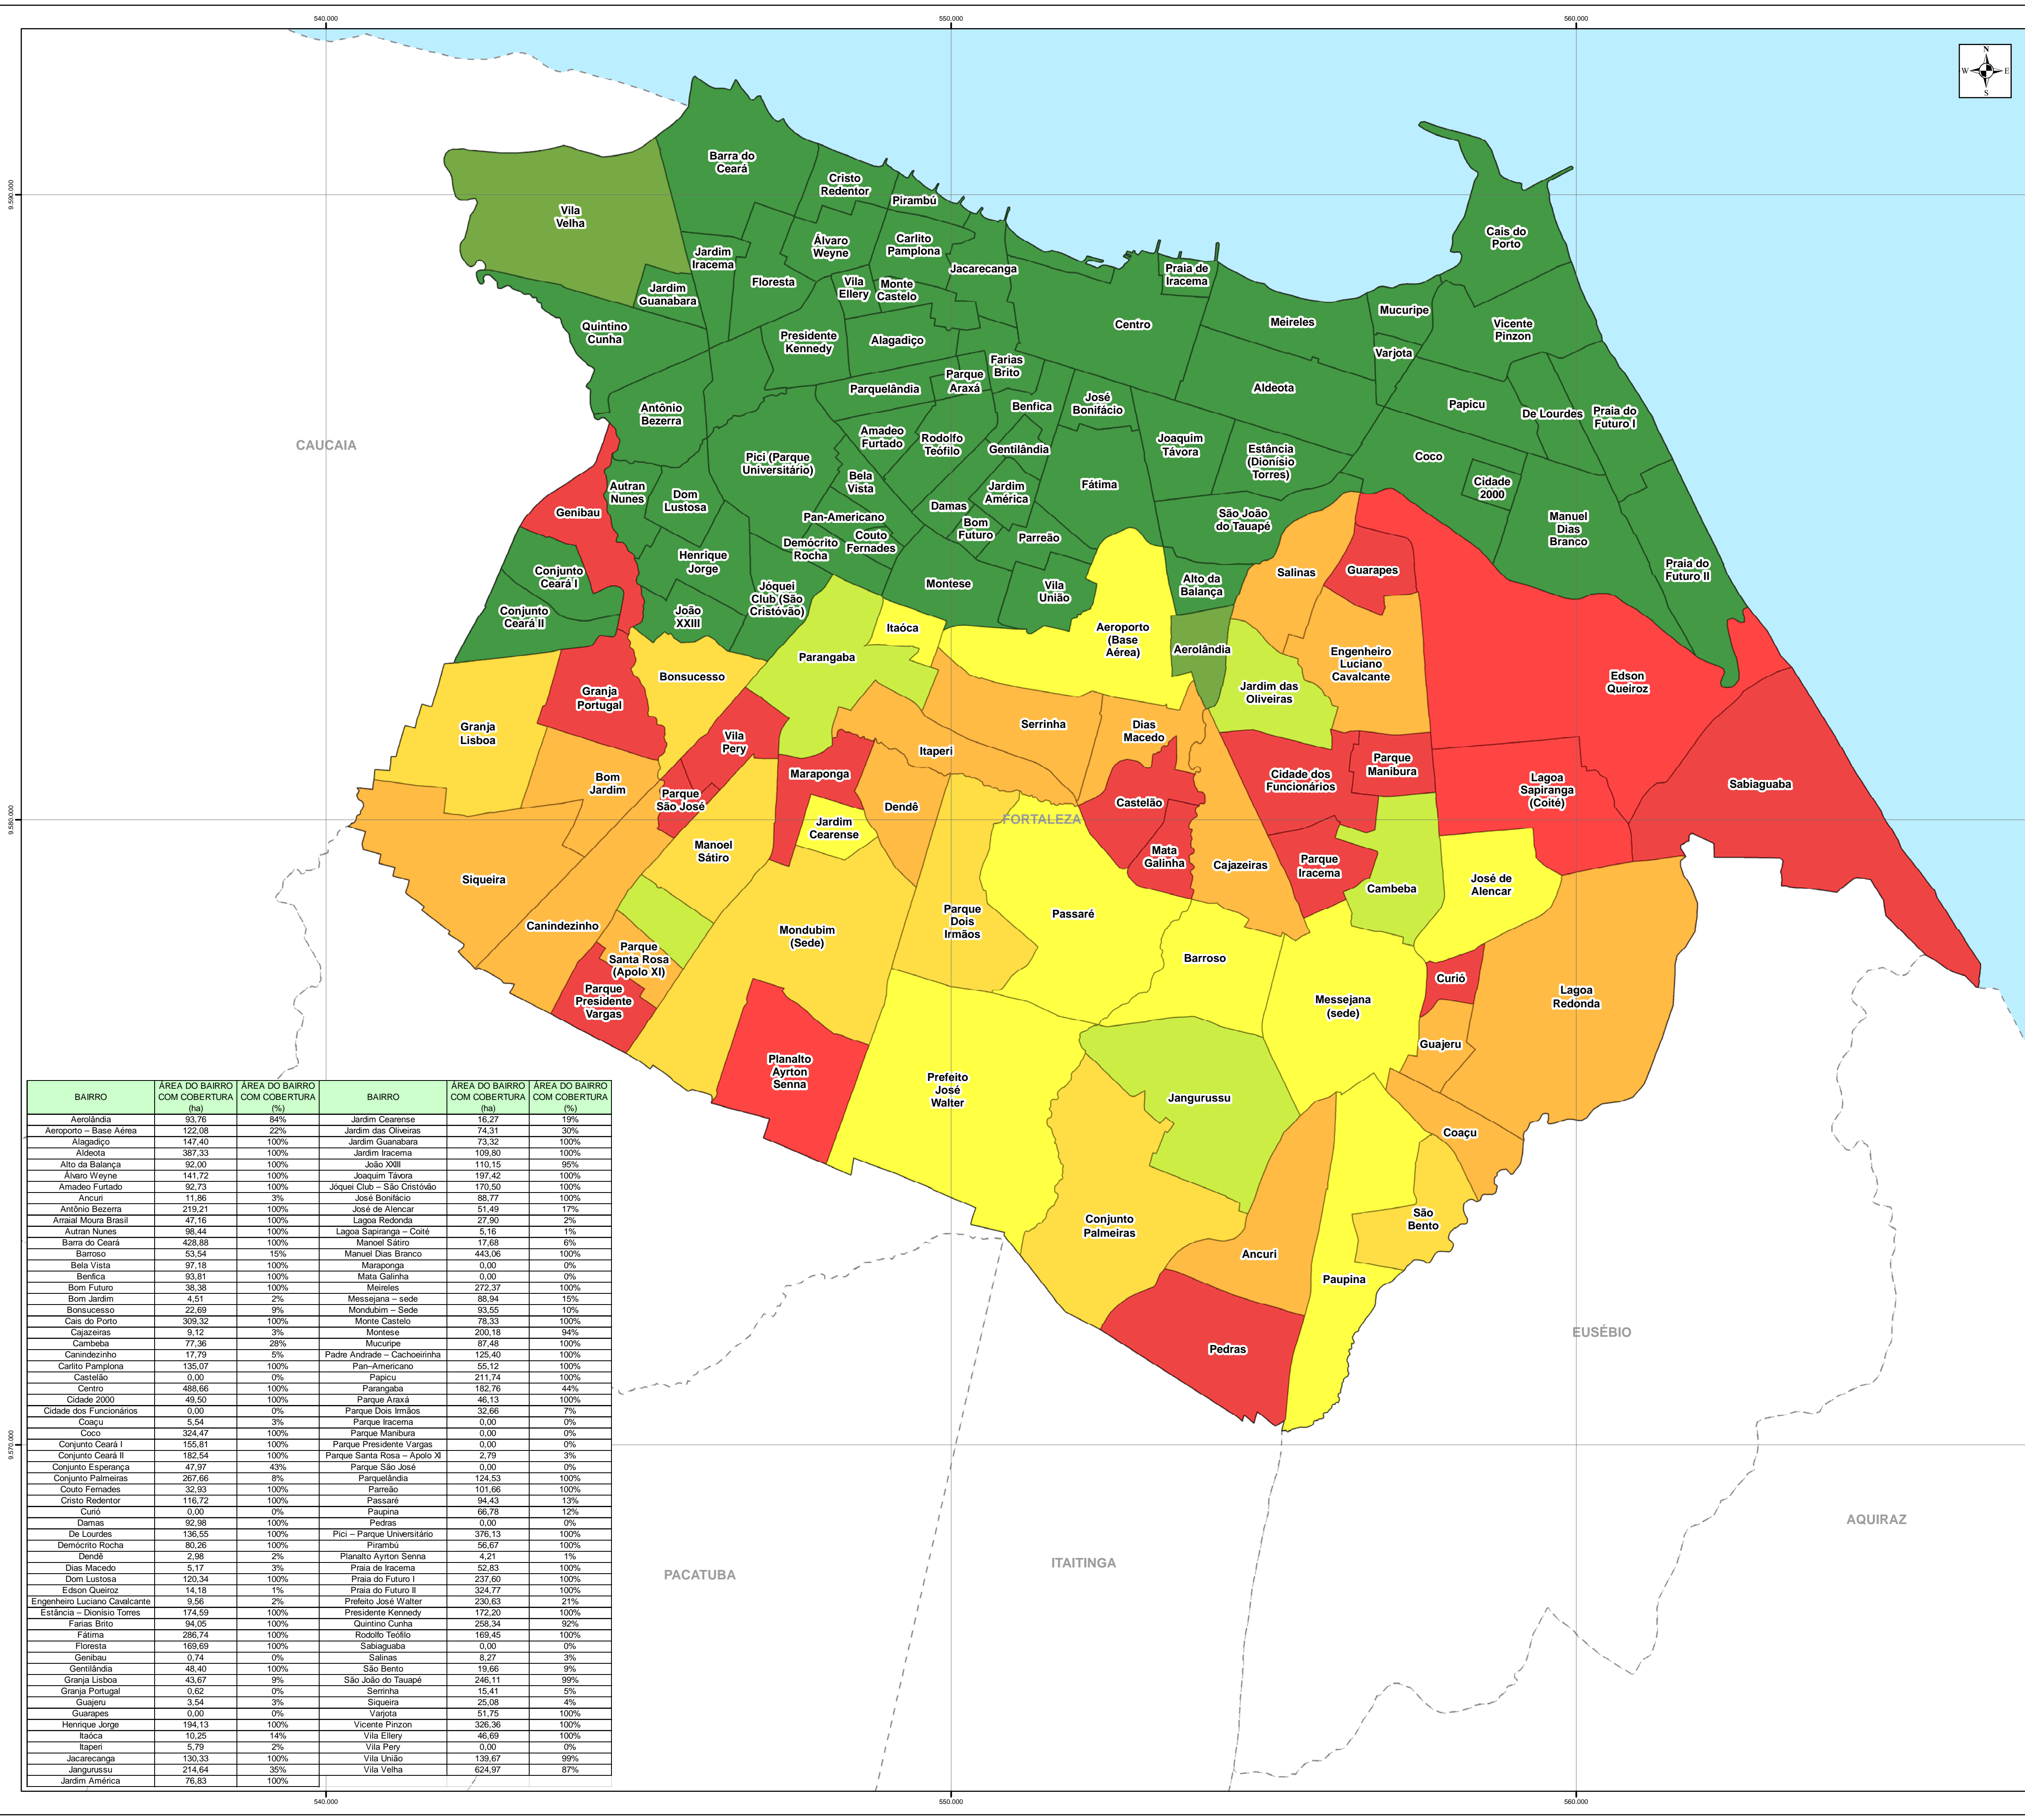 540.000
550.000
560.000
N
W
E
S
9.590.000
9.580.000
9.570.000
Barra do
Ceará
Cristo
Redentor
Pirambú
Vila
Velha
Álvaro
Weyne
Carlito
Pamplona
Cais do
Porto
Jardim
Iracema
Jacarecanga
Praia de
Iracema
Floresta
Vila
Ellery
Monte
Castelo
Jardim
Guanabara
Mucuripe
Quintino
Cunha
Centro
Meireles
Vicente
Pinzon
Presidente
Kennedy
Alagadiço
Varjota
Farias
Brito
Parque
Araxá
Parquelândia
Aldeota
Antônio
Bezerra
Benfica
José
Bonifácio
Papicu
De Lourdes
Praia do
Futuro I
CAUCAIA
Amadeo
Furtado
Rodolfo
Teófilo
Gentilândia
Joaquim
Távora
Estância
(Dionísio
Torres)
Coco
Pici (Parque
Universitário)
Bela
Vista
Fátima
Cidade
2000
Autran
Nunes
Dom
Lustosa
Jardim
América
Damas
Genibau
Pan-Americano
Bom
Futuro
São João
do Tauapé
Manuel
Dias
Branco
Demócrito
Rocha
Couto
Fernades
Parreão
Henrique
Jorge
Conjunto
Ceará I
Jóquei
Club (São
Cristóvão)
Montese
Vila
União
Alto da
Balança
Salinas
Guarapes
Praia do
Futuro II
Conjunto
Ceará II
João
XXIII
Itaóca
Aeroporto
(Base
Aérea)
Aerolândia
Parangaba
Engenheiro
Luciano
Cavalcante
Bonsucesso
Edson
Queiroz
Granja
Portugal
Jardim das
Oliveiras
Granja
Lisboa
Vila
Pery
Serrinha
Dias
Macedo
Itaperi
Maraponga
Bom
Jardim
Parque
São José
Cidade dos
Funcionários
Parque
Manibura
Lagoa
Sapiranga
(Coité)
Sabiaguaba
Dendê
Castelão
FORTALEZA
Jardim
Cearense
Manoel
Sátiro
Mata
Galinha
Cajazeiras
Parque
Iracema
Siqueira
Cambeba
José de
Alencar
Canindezinho
Mondubim
(Sede)
Parque
Dois
Irmãos
Passaré
Parque
Santa Rosa
(Apolo XI)
Barroso
Curió
Parque
Presidente
Vargas
Messejana
(sede)
Lagoa
Redonda
Guajeru
Planalto
Ayrton
Senna
Prefeito
José
Walter
Jangurussu
Coaçu
Conjunto
Palmeiras
São
Bento
Ancuri
Paupina
Pedras
EUSÉBIO
AQUIRAZ
ITAITINGA
PACATUBA
BAIRRO ÁREA DO BAIRRO COM COBERTURA (ha) ÁREA DO BAIRRO COM COBERTURA (%) BAIRRO ÁREA DO BAIRRO COM COBERTURA (ha) ÁREA DO BAIRRO COM COBERTURA (%)
Aerolândia 93,76 84% Jardim Cearense 16,27 19%
Aeroporto – Base Aérea 122,08 22% Jardim das Oliveiras 74,31 30%
Alagadiço 147,40 100% Jardim Guanabara 73,32 100%
Aldeota 387,33 100% Jardim Iracema 109,80 100%
Alto da Balança 92,00 100% João XXIII 110,15 95%
Álvaro Weyne 141,72 100% Joaquim Távora 197,42 100%
Amadeo Furtado 92,73 100% Jóquei Club – São Cristóvão 170,50 100%
Ancuri 11,86 3% José Bonifácio 88,77 100%
Antônio Bezerra 219,21 100% José de Alencar 51,49 17%
Arraial Moura Brasil 47,16 100% Lagoa Redonda 27,90 2%
Autran Nunes 98,44 100% Lagoa Sapiranga – Coité 5,16 1%
Barra do Ceará 428,88 100% Manoel Sátiro 17,68 6%
Barroso 53,54 15% Manuel Dias Branco 443,06 100%
Bela Vista 97,18 100% Maraponga 0,00 0%
Benfica 93,81 100% Mata Galinha 0,00 0%
Bom Futuro 38,38 100% Meireles 272,37 100%
Bom Jardim 4,51 2% Messejana – sede 88,94 15%
Bonsucesso 22,69 9% Mondubim – Sede 93,55 10%
Cais do Porto 309,32 100% Monte Castelo 78,33 100%
Cajazeiras 9,12 3% Montese 200,18 94%
Cambeba 77,36 28% Mucuripe 87,48 100%
Canindezinho 17,79 5% Padre Andrade – Cachoeirinha 125,40 100%
Carlito Pamplona 135,07 100% Pan–Americano 55,12 100%
Castelão 0,00 0% Papicu 211,74 100%
Centro 488,66 100% Parangaba 182,76 44%
Cidade 2000 49,50 100% Parque Araxá 46,13 100%
Cidade dos Funcionários 0,00 0% Parque Dois Irmãos 32,66 7%
Coaçu 5,54 3% Parque Iracema 0,00 0%
Coco 324,47 100% Parque Manibura 0,00 0%
Conjunto Ceará I 155,81 100% Parque Presidente Vargas 0,00 0%
Conjunto Ceará II 182,54 100% Parque Santa Rosa – Apolo XI 2,79 3%
Conjunto Esperança 47,97 43% Parque São José 0,00 0%
Conjunto Palmeiras 267,66 8% Parquelândia 124,53 100%
Couto Fernades 32,93 100% Parreão 101,66 100%
Cristo Redentor 116,72 100% Passaré 94,43 13%
Curió 0,00 0% Paupina 66,78 12%
Damas 92,98 100% Pedras 0,00 0%
De Lourdes 136,55 100% Pici – Parque Universitário 376,13 100%
Demócrito Rocha 80,26 100% Pirambú 56,67 100%
Dendê 2,98 2% Planalto Ayrton Senna 4,21 1%
Dias Macedo 5,17 3% Praia de Iracema 52,83 100%
Dom Lustosa 120,34 100% Praia do Futuro I 237,60 100%
Edson Queiroz 14,18 1% Praia do Futuro II 324,77 100%
Engenheiro Luciano Cavalcante 9,56 2% Prefeito José Walter 230,63 21%
Estância – Dionísio Torres 174,59 100% Presidente Kennedy 172,20 100%
Farias Brito 94,05 100% Quintino Cunha 258,34 92%
Fátima 286,74 100% Rodolfo Teófilo 169,45 100%
Floresta 169,69 100% Sabiaguaba 0,00 0%
Genibau 0,74 0% Salinas 8,27 3%
Gentilândia 48,40 100% São Bento 19,66 9%
Granja Lisboa 43,67 9% São João do Tauapé 246,11 99%
Granja Portugal 0,62 0% Serrinha 15,41 5%
Guajeru 3,54 3% Siqueira 25,08 4%
Guarapes 0,00 0% Varjota 51,75 100%
Henrique Jorge 194,13 100% Vicente Pinzon 326,36 100%
Itaóca 10,25 14% Vila Ellery 46,69 100%
Itaperi 5,79 2% Vila Pery 0,00 0%
Jacarecanga 130,33 100% Vila União 139,67 99%
Jangurussu 214,64 35% Vila Velha 624,97 87%
Jardim América 76,83 100%
540.000
550.000
560.000